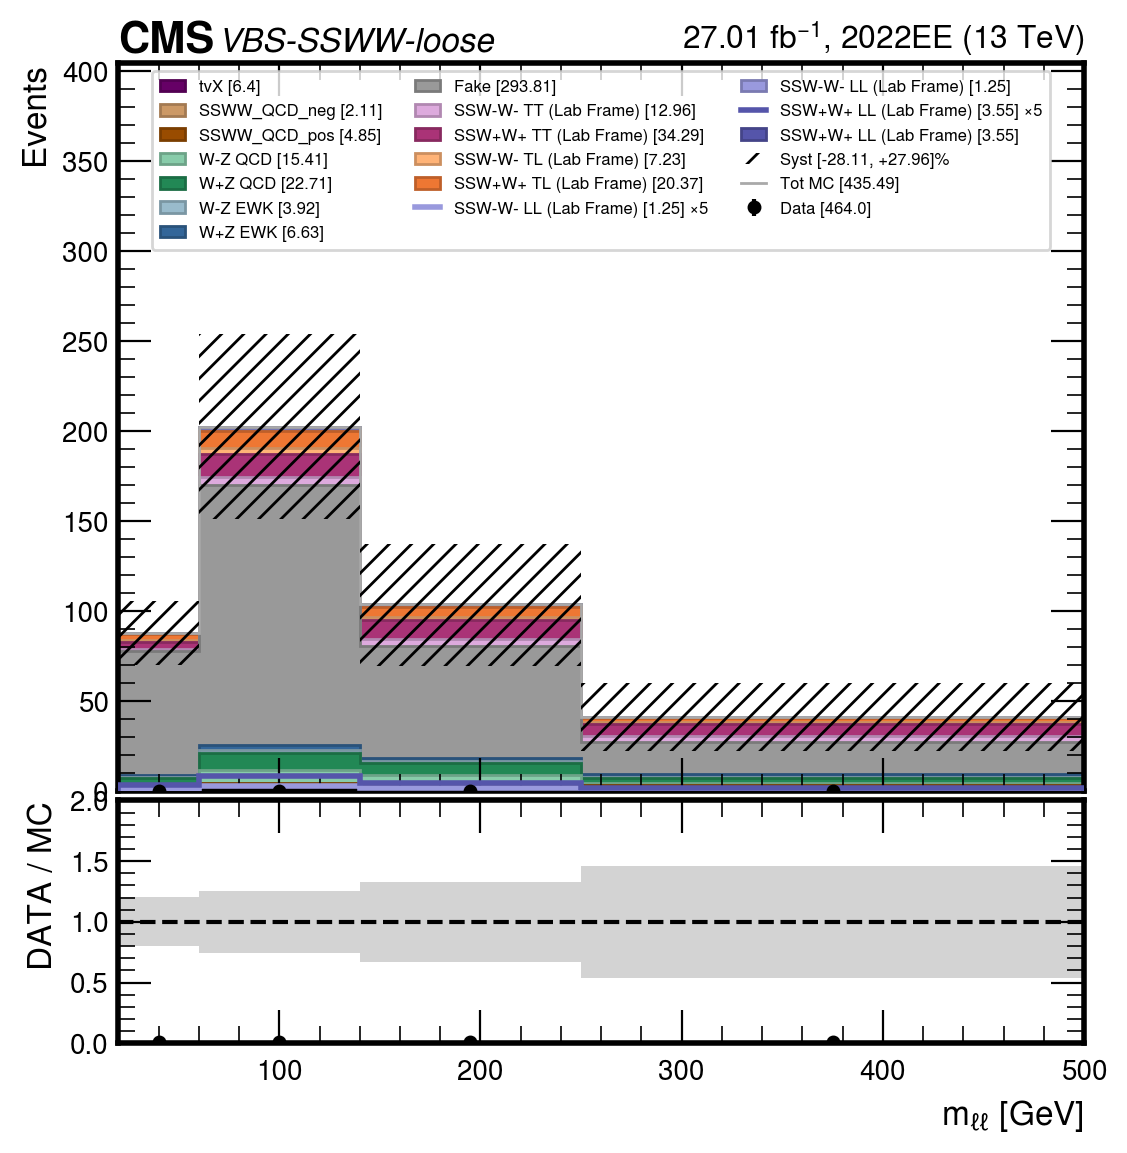 CMS VBS-SSWW-loose 27.01 fb⁻¹, 2022EE (13 TeV)
Events
400
350
300
250
200
150
100
50
0
tvX [6.4]
SSWW_QCD_neg [2.11]
SSWW_QCD_pos [4.85]
W-Z QCD [15.41]
W+Z QCD [22.71]
W-Z EWK [3.92]
W+Z EWK [6.63]
Fake [293.81]
SSW-W- TT (Lab Frame) [12.96]
SSW+W+ TT (Lab Frame) [34.29]
SSW-W- TL (Lab Frame) [7.23]
SSW+W+ TL (Lab Frame) [20.37]
SSW-W- LL (Lab Frame) [1.25] ×5
SSW-W- LL (Lab Frame) [1.25]
SSW+W+ LL (Lab Frame) [3.55] ×5
SSW+W+ LL (Lab Frame) [3.55]
Syst [-28.11, +27.96]%
Tot MC [435.49]
Data [464.0]
DATA / MC
2.0
1.5
1.0
0.5
0.0
100 200 300 400 500
mℓℓ [GeV]